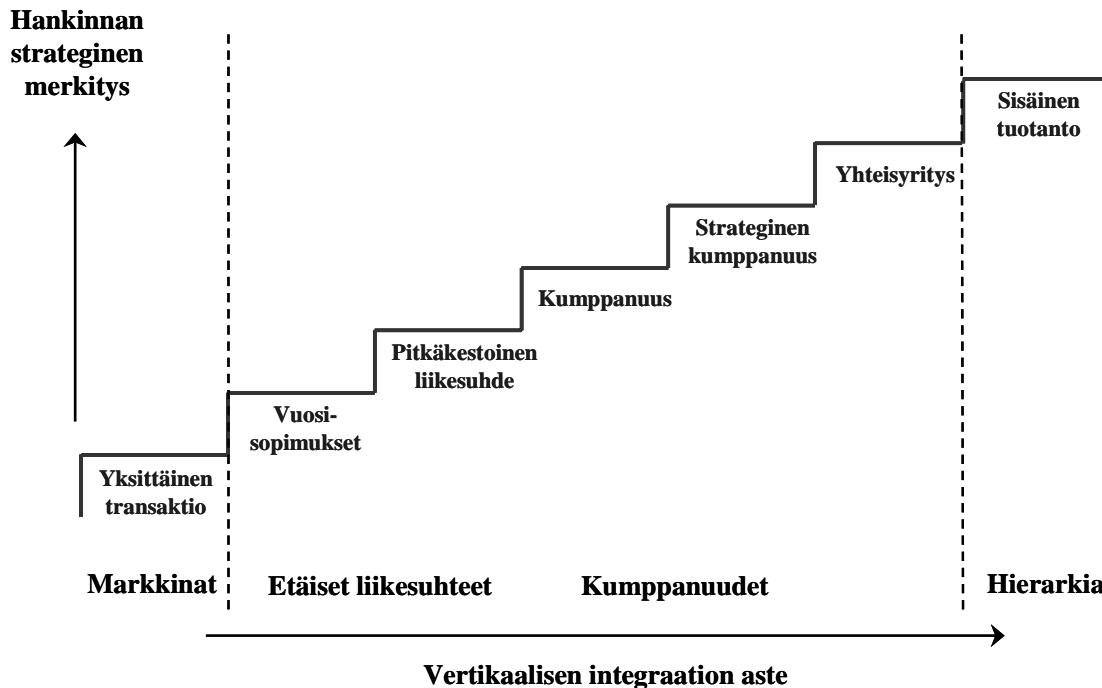 Hankinnan
strateginen
merkitys
Sisäinen
tuotanto
Yhteisyritys
Strateginen
kumppanuus
Kumppanuus
Pitkäkestoinen
liikesuhde
Vuosi-
sopimukset
Yksittäinen
transaktio
Markkinat
Etäiset liikesuhteet
Kumppanuudet
Hierarkia
Vertikaalisen integraation aste